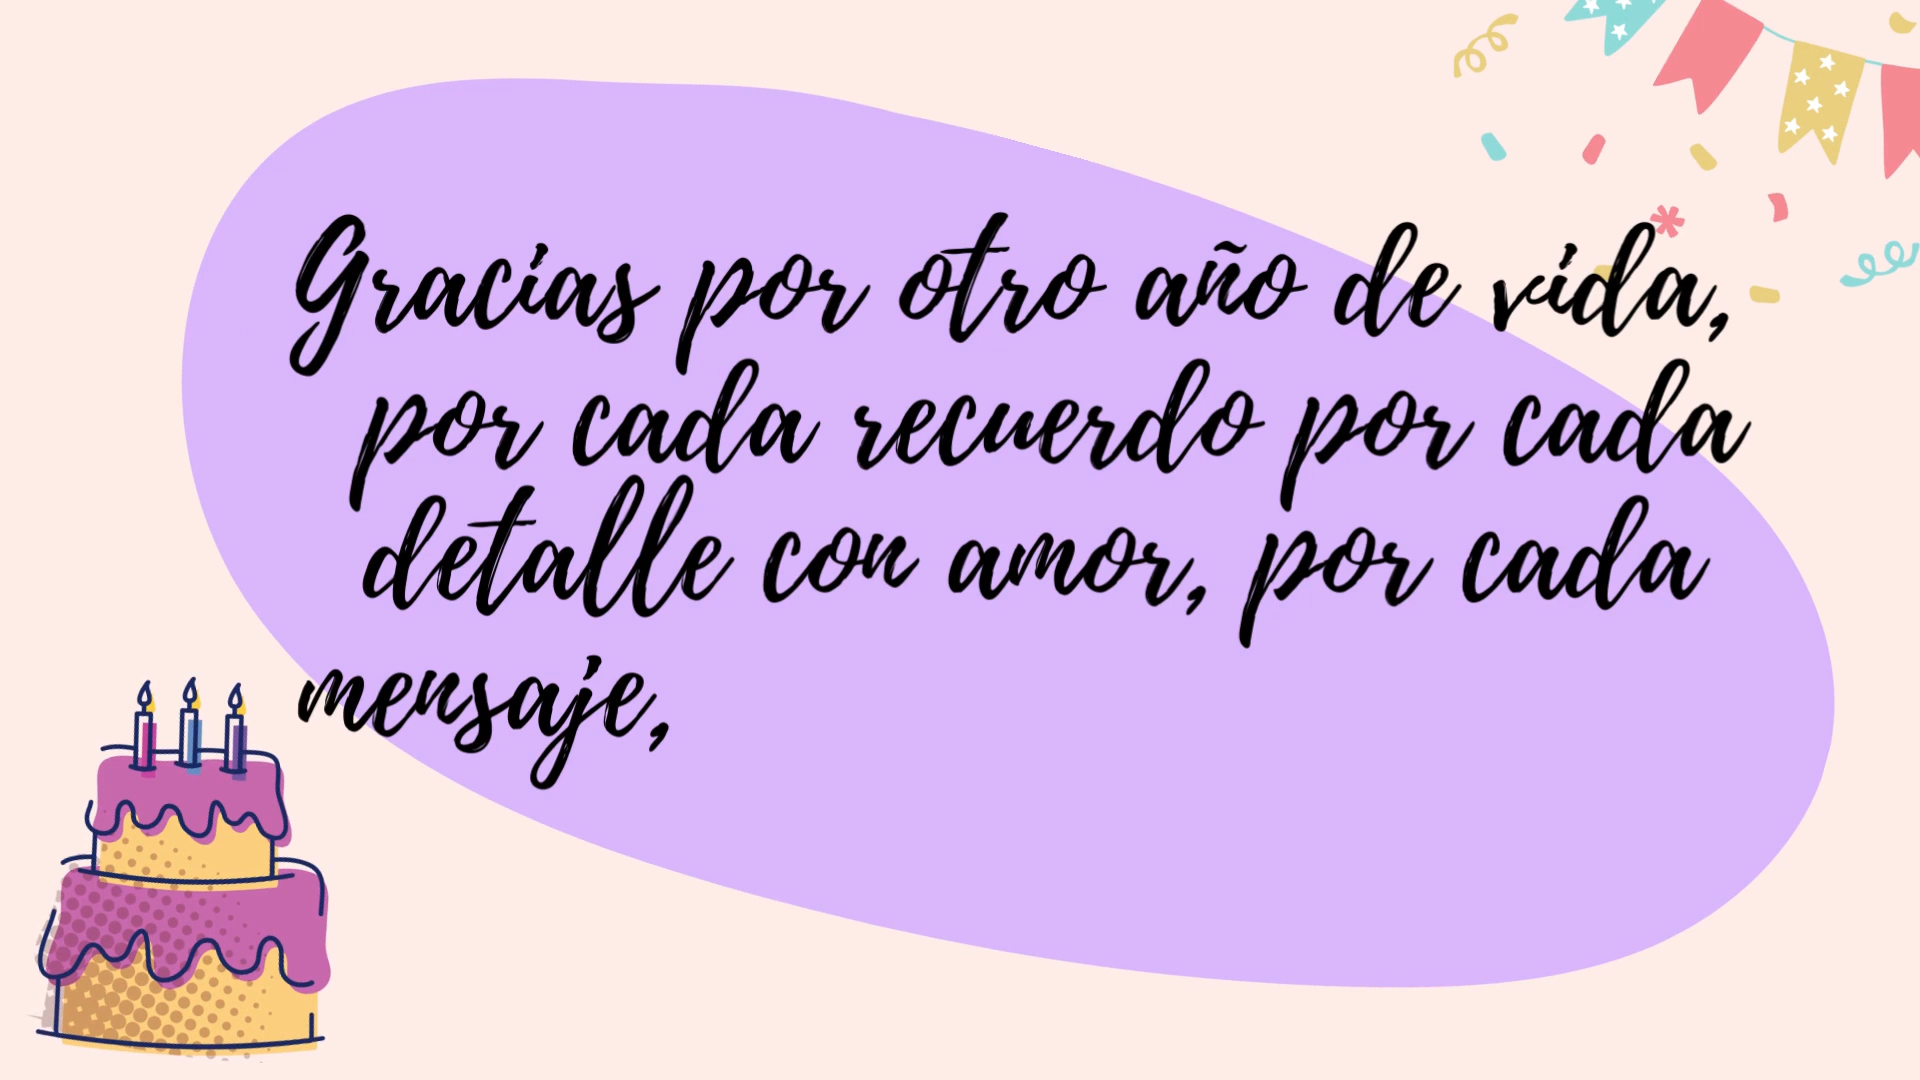 Gracias por otro año de vida,
por cada recuerdo por cada
detalle con amor, por cada
mensaje,